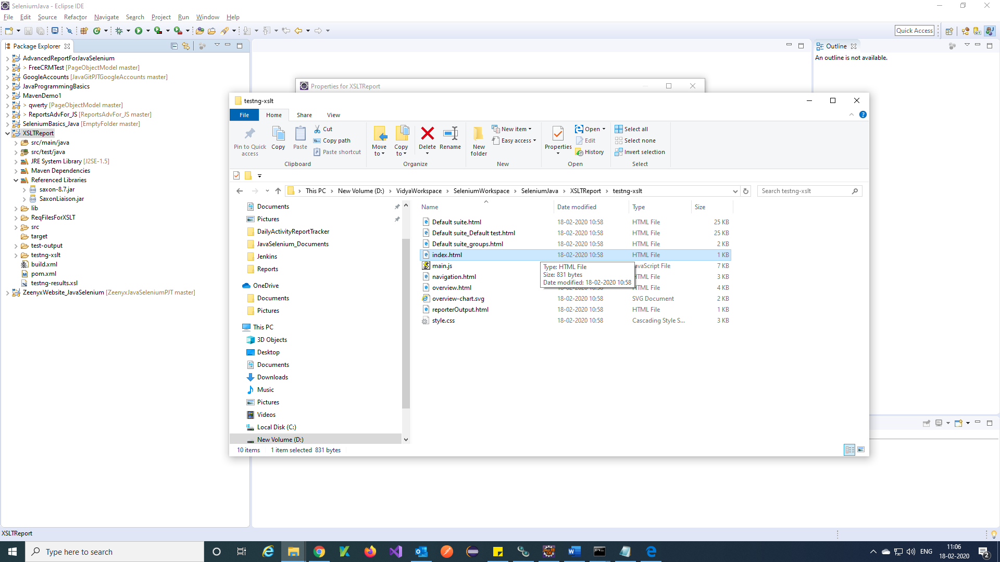 SeleniumJava - Eclipse IDE
File Edit Source Refactor Navigate Search Project Run Window Help
Quick Access
Package Explorer
AdvancedReportForJavaSelenium
> FreeCRMTest [PageObjectModel master]
GoogleAccounts [JavaGitPJTGoogleAccounts master]
JavaProgrammingBasics
MavenDemo1
> qwerty [PageObjectModel master]
> ReportsAdvFor_JS [ReportsAdvFor_JS master]
SeleniumBasics_Java [EmptyFolder master]
XSLTReport
src/main/java
src/test/java
JRE System Library [J2SE-1.5]
Maven Dependencies
Referenced Libraries
saxon-8.7.jar
SaxonLiaison.jar
lib
ReqFilesForXSLT
src
target
test-output
testng-xslt
build.xml
pom.xml
testng-results.xsl
ZeenyxWebsite_JavaSelenium [ZeenyxJavaSeleniumPJT master]
Outline
An outline is not available.
Properties for XSLTReport
testng-xslt
File Home Share View
Pin to Quick access
Copy
Paste
Cut
Copy path
Paste shortcut
Clipboard
Move to
Copy to
Delete
Rename
Organize
New folder
New item
Easy access
New
Properties
Open
Edit
History
Open
Select all
Select none
Invert selection
Select
This PC > New Volume (D:) > VidyaWorkspace > SeleniumWorkspace > SeleniumJava > XSLTReport > testng-xslt
Search testng-xslt
Documents
Pictures
DailyActivityReportTracker
JavaSelenium_Documents
Jenkins
Reports
OneDrive
Documents
Pictures
This PC
3D Objects
Desktop
Documents
Downloads
Music
Pictures
Videos
Local Disk (C:)
New Volume (D:)
Name Date modified Type Size
Default suite.html 18-02-2020 10:58 HTML File 25 KB
Default suite_Default test.html 18-02-2020 10:58 HTML File 25 KB
Default suite_groups.html 18-02-2020 10:58 HTML File 2 KB
index.html 18-02-2020 10:58 HTML File 1 KB
main.js avaScript File 7 KB
navigation.html TML File 3 KB
overview.html 18-02-2020 10:58 TML File 4 KB
overview-chart.svg 18-02-2020 10:58 SVG Document 2 KB
reporterOutput.html 18-02-2020 10:58 HTML File 1 KB
style.css 18-02-2020 10:58 Cascading Style S... 3 KB
Type: HTML File
Size: 831 bytes
Date modified: 18-02-2020 10:58
10 items 1 item selected 831 bytes
XSLTReport
Type here to search
ENG
11:06
18-02-2020
2